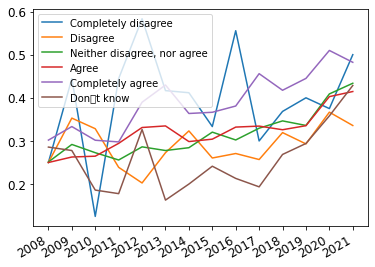 0.6
0.5
0.4
0.3
0.2
Completely disagree
Disagree
Neither disagree, nor agree
Agree
Completely agree
Don▯t know
2008 2009 2010 2011 2012 2013 2014 2015 2016 2017 2018 2019 2020 2021